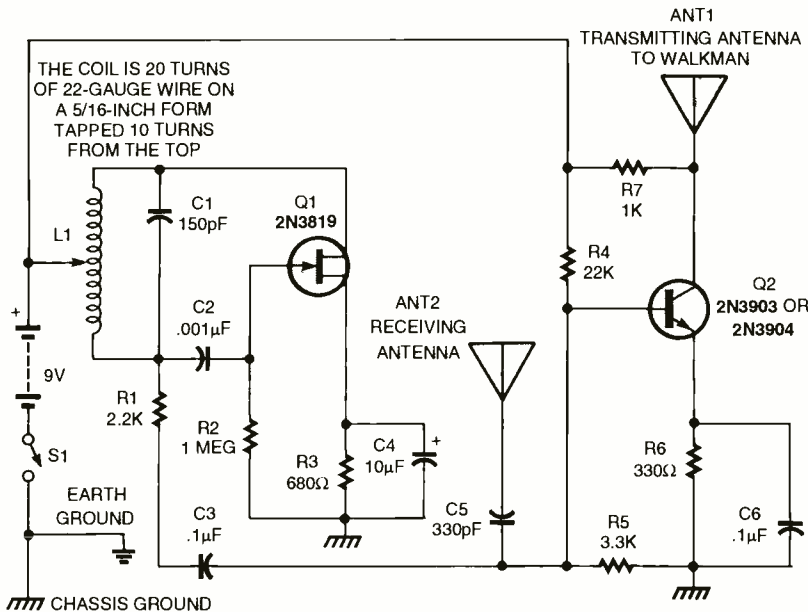 ANT1
TRANSMITTING ANTENNA
TO WALKMAN
THE COIL IS 20 TURNS
OF 22-GAUGE WIRE ON
A 5/16-INCH FORM
TAPPED 10 TURNS
FROM THE TOP
L1
C1
150pF
Q1
2N3819
R7
1K
R4
22K
C2
.001µF
ANT2
RECEIVING
ANTENNA
Q2
2N3903 OR
2N3904
+
9V
R1
2.2K
R2
1 MEG
R3
680Ω
C4
10µF
+
S1
EARTH
GROUND
C3
.1µF
C5
330pF
R5
3.3K
R6
330Ω
C6
.1µF
CHASSIS GROUND